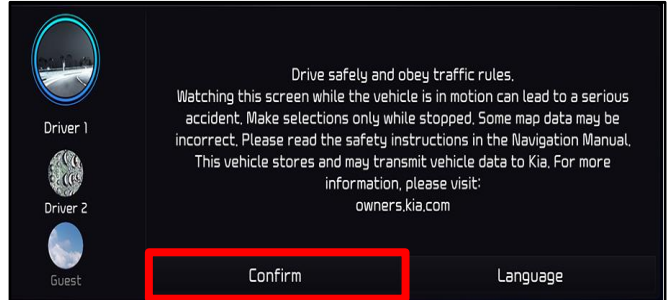 Drive safely and obey traffic rules.
Watching this screen while the vehicle is in motion can lead to a serious
accident. Make selections only while stopped. Some map data may be
incorrect. Please read the safety instructions in the Navigation Manual.
This vehicle stores and may transmit vehicle data to Kia. For more
information, please visit:
owners.kia.com
Driver 1
Driver 2
Guest
Confirm
Language